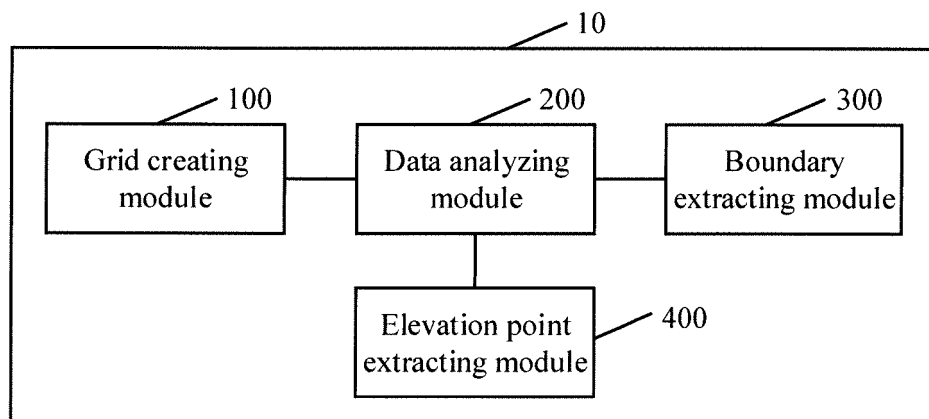 10
100
200
300
Grid creating
module
Data analyzing
module
Boundary
extracting module
Elevation point
extracting module
400